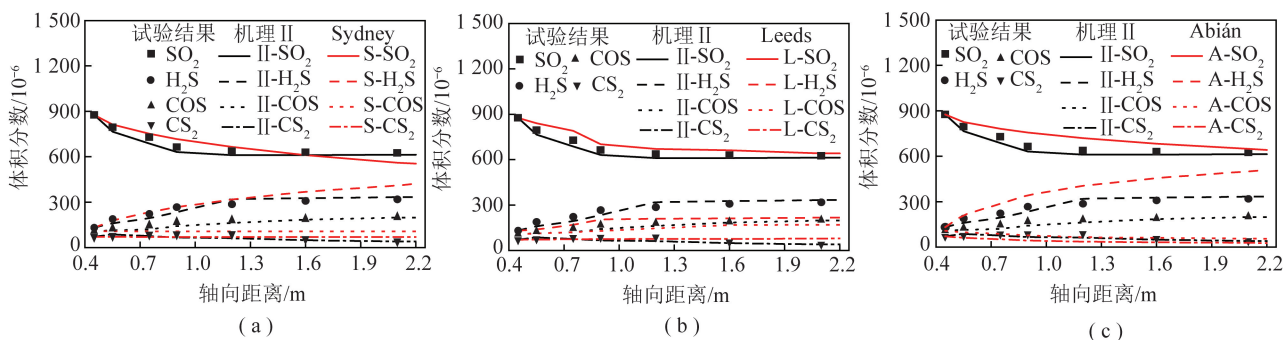 1 500
1 200
900
600
300
0
体积分数/10⁻⁶
试验结果 机理Ⅱ Sydney
SO₂ Ⅱ-SO₂ S-SO₂
H₂S Ⅱ-H₂S S-H₂S
COS Ⅱ-COS S-COS
CS₂ Ⅱ-CS₂ S-CS₂
0.4 0.7 1.0 1.3 1.6 1.9 2.2
轴向距离/m
(a)
1 500
1 200
900
600
300
0
体积分数/10⁻⁶
试验结果 机理Ⅱ Leeds
SO₂ COS Ⅱ-SO₂ L-SO₂
H₂S CS₂ Ⅱ-H₂S L-H₂S
Ⅱ-COS L-COS
Ⅱ-CS₂ L-CS₂
0.4 0.7 1.0 1.3 1.6 1.9 2.2
轴向距离/m
(b)
1 500
1 200
900
600
300
0
体积分数/10⁻⁶
试验结果 机理Ⅱ Abián
SO₂ COS Ⅱ-SO₂ A-SO₂
H₂S CS₂ Ⅱ-H₂S A-H₂S
Ⅱ-COS A-COS
Ⅱ-CS₂ A-CS₂
0.4 0.7 1.0 1.3 1.6 1.9 2.2
轴向距离/m
(c)